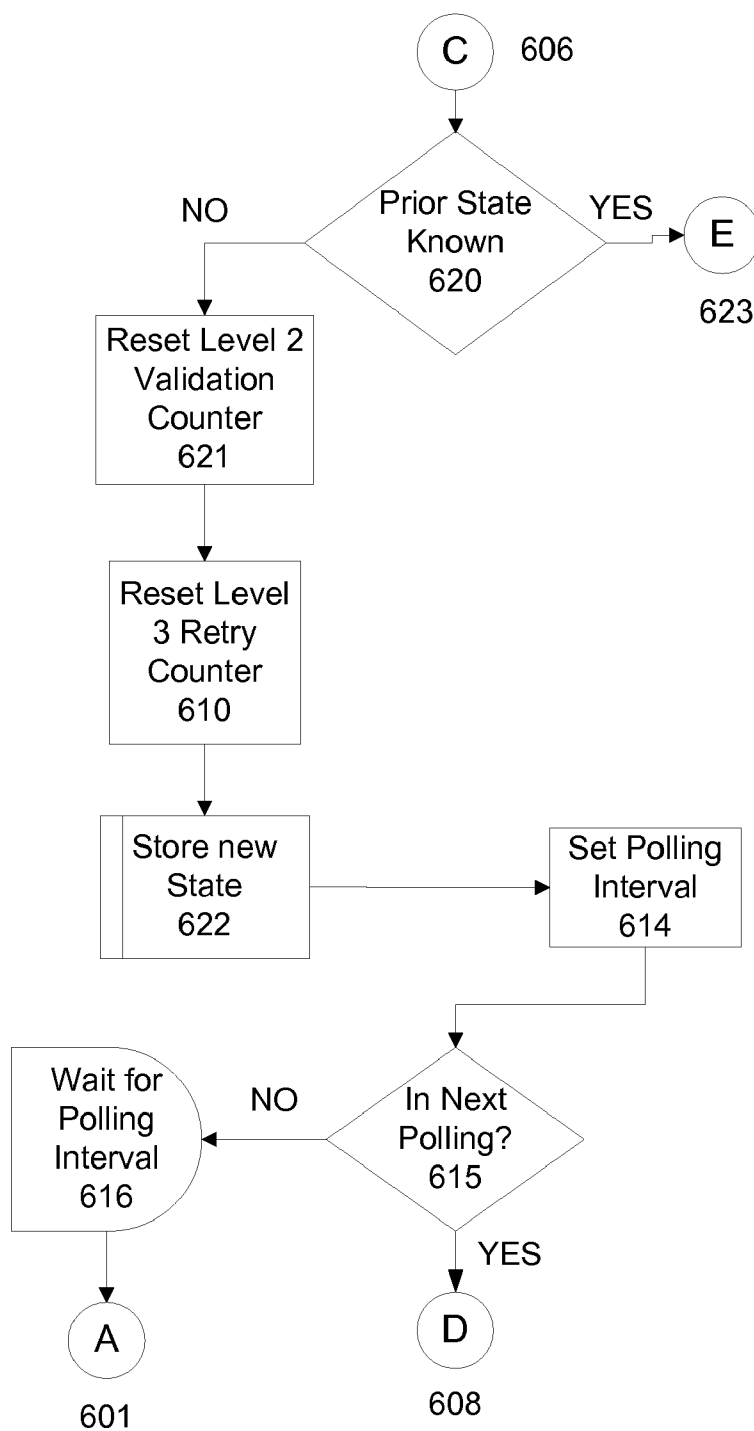 C
606
Prior State
Known
620
NO
YES
E
623
Reset Level 2
Validation
Counter
621
Reset Level
3 Retry
Counter
610
Store new
State
622
Set Polling
Interval
614
Wait for
Polling
Interval
616
NO
In Next
Polling?
615
YES
A
601
D
608